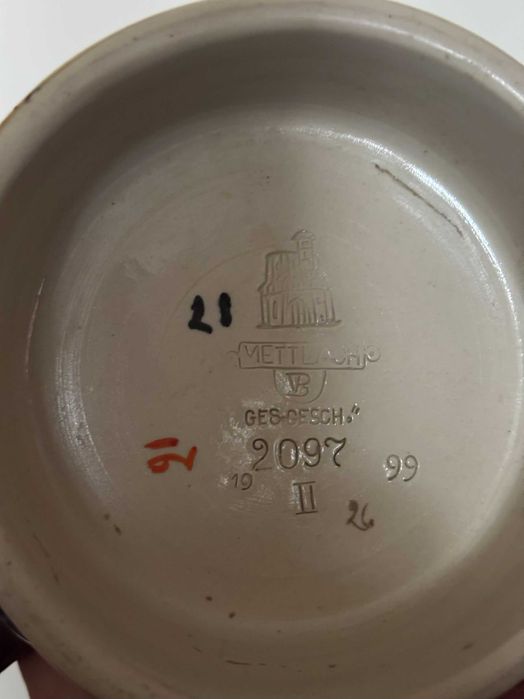 21
METTLACH
VB
GES·GESCH.
2097
19
99
II
26